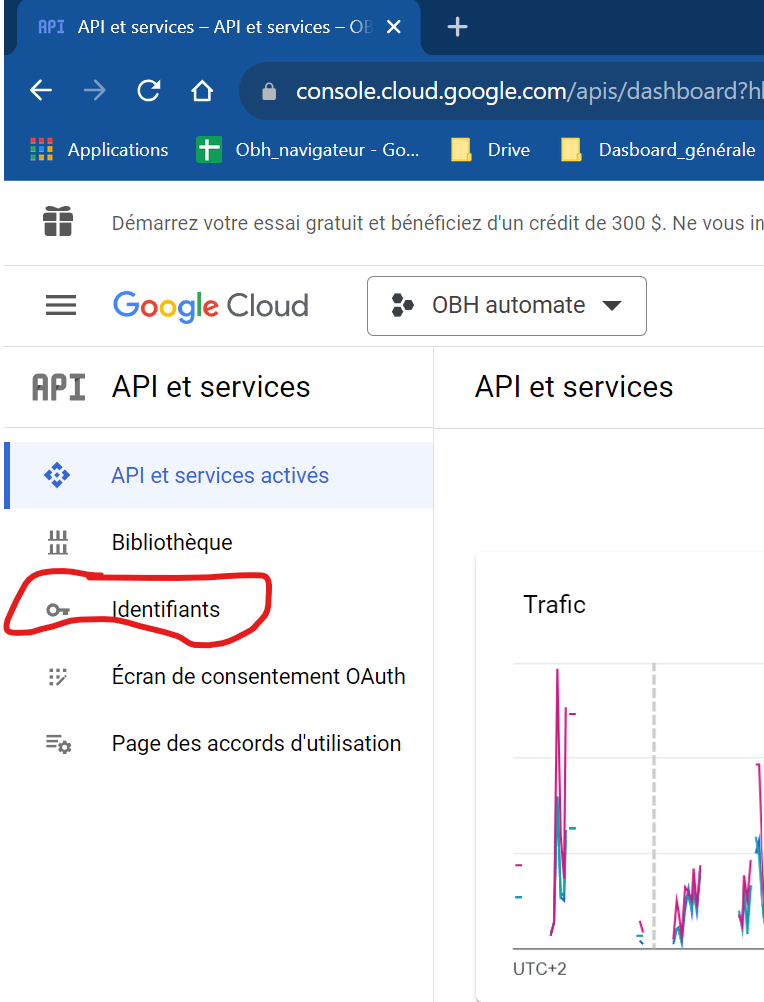 API API et services – API et services – OB
console.cloud.google.com/apis/dashboard?hl
Applications Obh_navigateur - Go... Drive Dasboard_générale
Démarrez votre essai gratuit et bénéficiez d'un crédit de 300 $. Ne vous in
Google Cloud OBH automate
API API et services API et services
API et services activés
Bibliothèque
Identifiants
Trafic
Écran de consentement OAuth
Page des accords d'utilisation
UTC+2